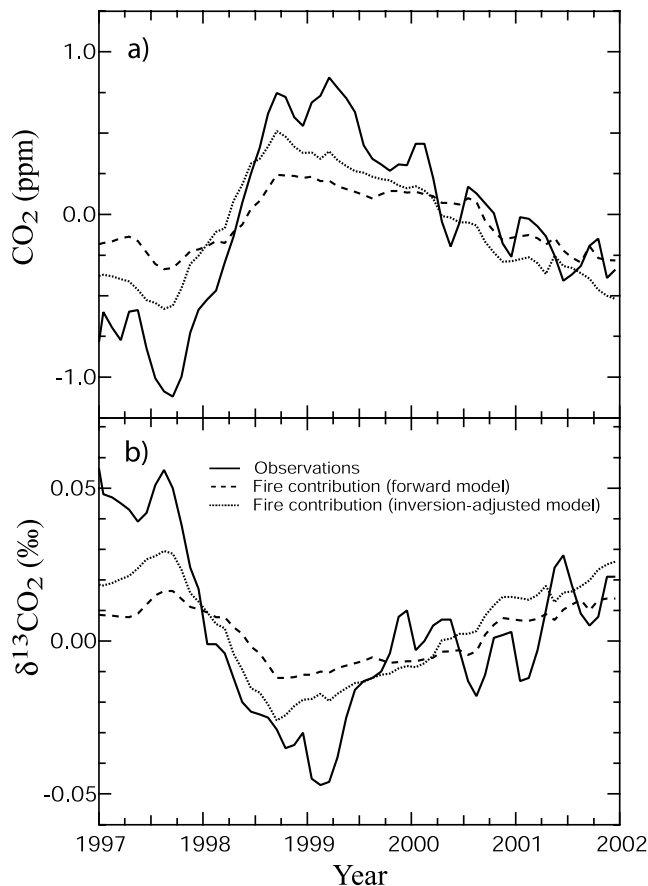 a)
1.0
0.0
-1.0
CO₂ (ppm)
b)
Observations
Fire contribution (forward model)
Fire contribution (inversion-adjusted model)
0.05
0.00
-0.05
δ¹³CO₂ (‰)
1997 1998 1999 2000 2001 2002
Year